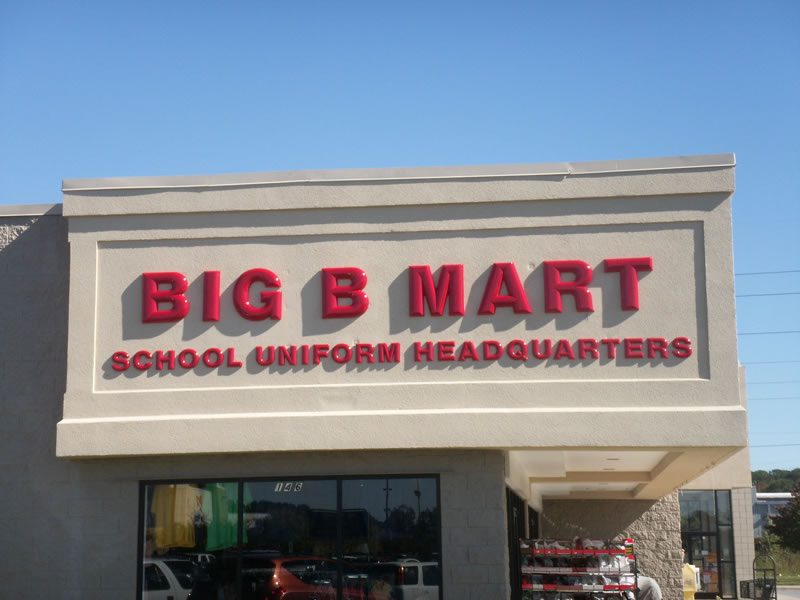 BIG B MART
SCHOOL UNIFORM HEADQUARTERS
146